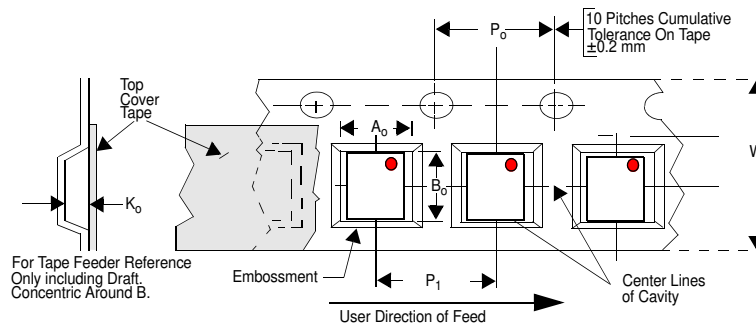 10 Pitches Cumulative
Tolerance On Tape
±0.2 mm
Po
Top
Cover
Tape
Ao
W
Bo
Ko
For Tape Feeder Reference
Only including Draft.
Concentric Around B.
Embossment
P1
Center Lines
of Cavity
User Direction of Feed